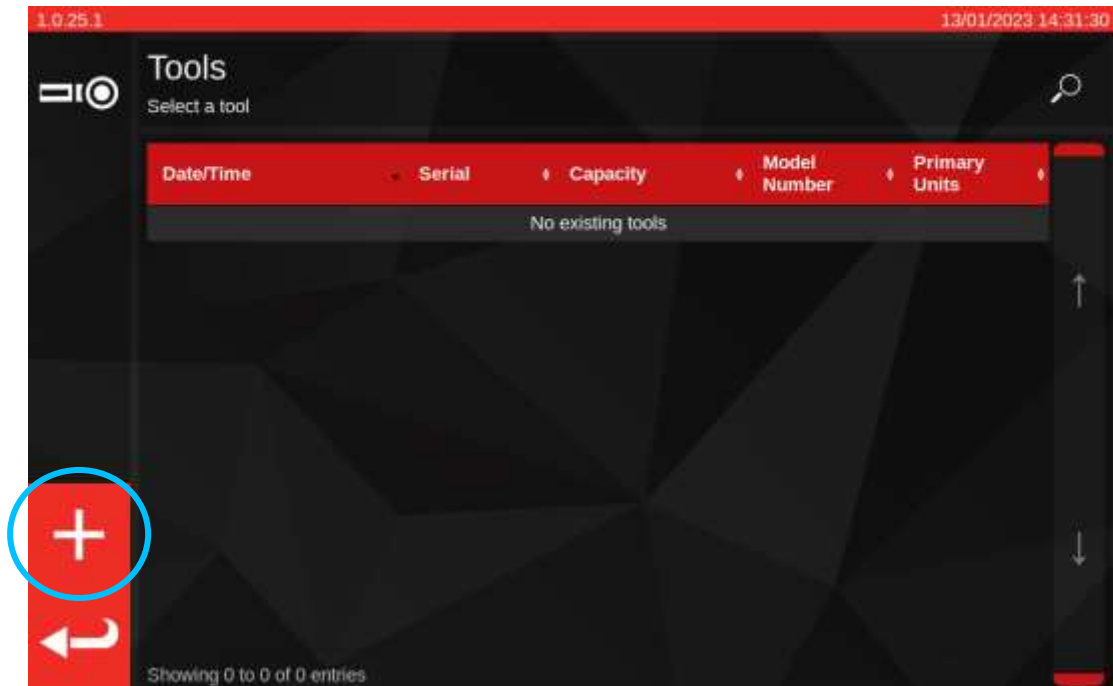 1.0.25.1 13/01/2023 14:31:30
Tools
Select a tool
Date/Time Serial Capacity Model Number Primary Units
No existing tools
Showing 0 to 0 of 0 entries